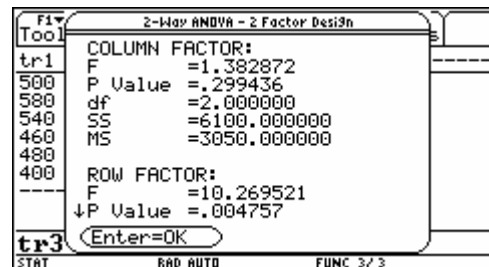 F1▾
Tool
2-Way ANOVA - 2 Factor Design
tr1
500
580
540
460
480
400
COLUMN FACTOR:
F =1.382872
P Value =.299436
df =2.000000
SS =6100.000000
MS =3050.000000
ROW FACTOR:
F =10.269521
↓P Value =.004757
Enter=OK
tr3
STAT RAD AUTO FUNC 3/3